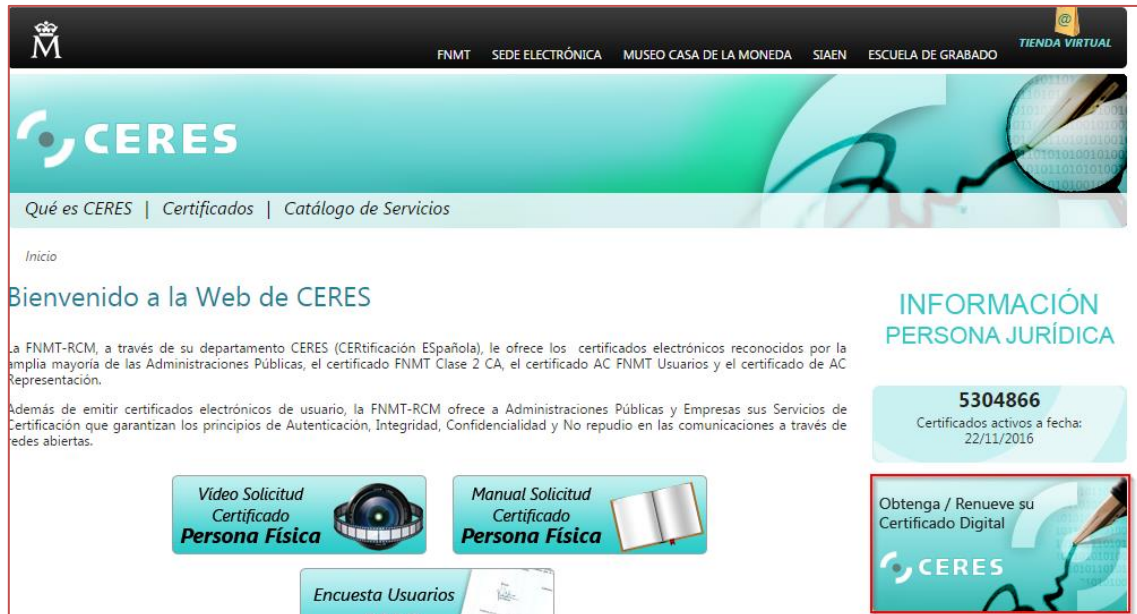 M
FNMT SEDE ELECTRÓNICA MUSEO CASA DE LA MONEDA SIAEN ESCUELA DE GRABADO
@
TIENDA VIRTUAL
CERES
Qué es CERES | Certificados | Catálogo de Servicios
Inicio
Bienvenido a la Web de CERES
La FNMT-RCM, a través de su departamento CERES (CERtificación ESpañola), le ofrece los certificados electrónicos reconocidos por la
amplia mayoría de las Administraciones Públicas, el certificado FNMT Clase 2 CA, el certificado AC FNMT Usuarios y el certificado de AC
Representación.
Además de emitir certificados electrónicos de usuario, la FNMT-RCM ofrece a Administraciones Públicas y Empresas sus Servicios de
Certificación que garantizan los principios de Autenticación, Integridad, Confidencialidad y No repudio en las comunicaciones a través de
redes abiertas.
Vídeo Solicitud
Certificado
Persona Física
Manual Solicitud
Certificado
Persona Física
Encuesta Usuarios
INFORMACIÓN
PERSONA JURÍDICA
5304866
Certificados activos a fecha:
22/11/2016
Obtenga / Renueve su
Certificado Digital
CERES